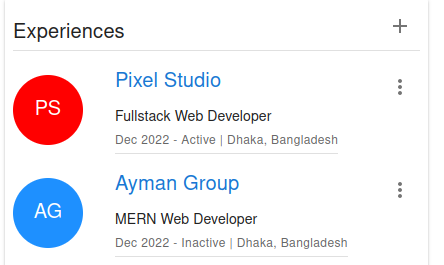 Experiences
PS
Pixel Studio
Fullstack Web Developer
Dec 2022 - Active | Dhaka, Bangladesh
AG
Ayman Group
MERN Web Developer
Dec 2022 - Inactive | Dhaka, Bangladesh